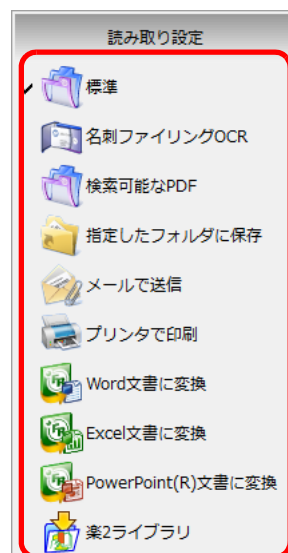 読み取り設定
標準
名刺ファイリングOCR
検索可能なPDF
指定したフォルダに保存
メールで送信
プリンタで印刷
Word文書に変換
Excel文書に変換
PowerPoint(R)文書に変換
楽2ライブラリ